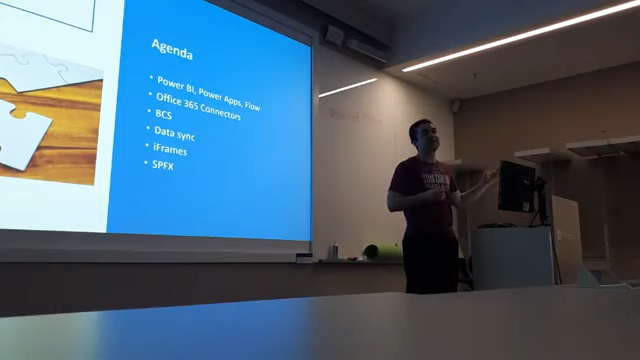 Agenda
• Power Bi, Power Apps, Flow
• Office 365 Connectors
• BCS
• Data sync
• iFrames
• SPFX